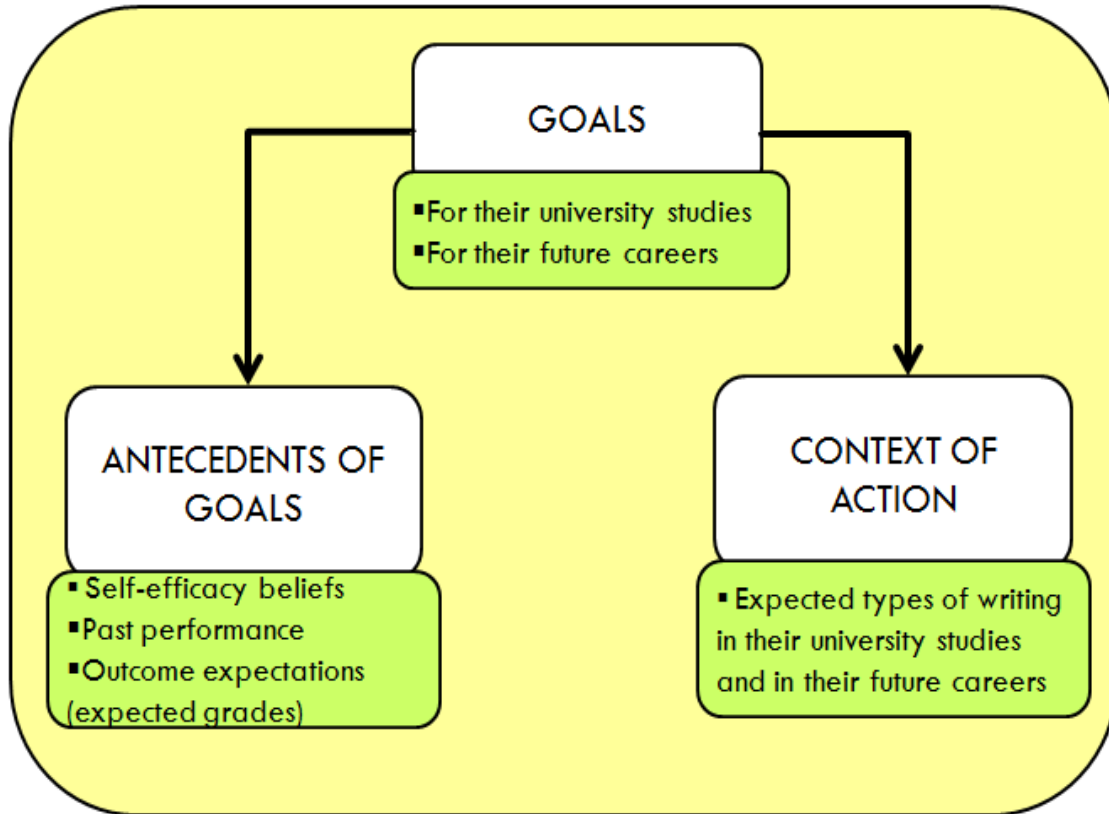 GOALS
▪For their university studies
▪For their future careers
ANTECEDENTS OF
GOALS
▪ Self-efficacy beliefs
▪Past performance
▪Outcome expectations
(expected grades)
CONTEXT OF
ACTION
▪ Expected types of writing
in their university studies
and in their future careers